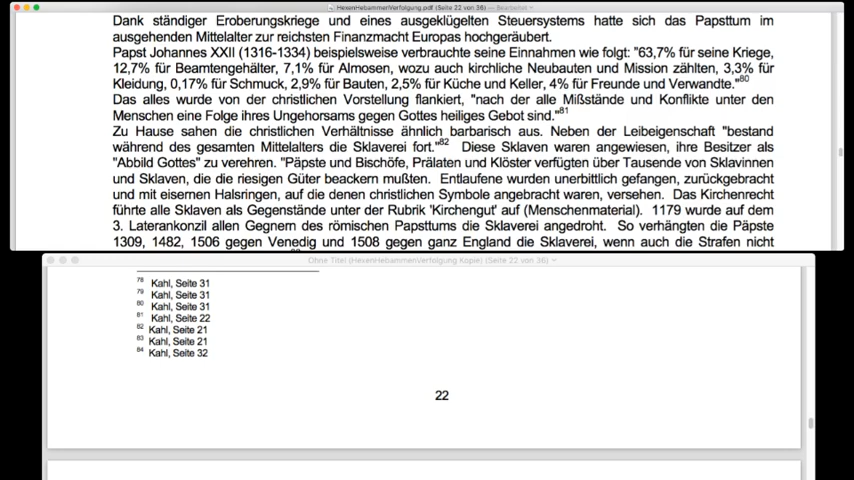 HexenHebammenVerfolgung.pdf (Seite 22 von 36) — Bearbeitet
Dank ständiger Eroberungskriege und eines ausgeklügelten Steuersystems hatte sich das Papsttum im
ausgehenden Mittelalter zur reichsten Finanzmacht Europas hochgeräubert.
Papst Johannes XXII (1316-1334) beispielsweise verbrauchte seine Einnahmen wie folgt: "63,7% für seine Kriege,
12,7% für Beamtengehälter, 7,1% für Almosen, wozu auch kirchliche Neubauten und Mission zählten, 3,3% für
Kleidung, 0,17% für Schmuck, 2,9% für Bauten, 2,5% für Küche und Keller, 4% für Freunde und Verwandte."80
Das alles wurde von der christlichen Vorstellung flankiert, "nach der alle Mißstände und Konflikte unter den
Menschen eine Folge ihres Ungehorsams gegen Gottes heiliges Gebot sind."81
Zu Hause sahen die christlichen Verhältnisse ähnlich barbarisch aus. Neben der Leibeigenschaft "bestand
während des gesamten Mittelalters die Sklaverei fort."82 Diese Sklaven waren angewiesen, ihre Besitzer als
"Abbild Gottes" zu verehren. "Päpste und Bischöfe, Prälaten und Klöster verfügten über Tausende von Sklavinnen
und Sklaven, die die riesigen Güter beackern mußten. Entlaufene wurden unerbittlich gefangen, zurückgebracht
und mit eisernen Halsringen, auf die denen christlichen Symbole angebracht waren, versehen. Das Kirchenrecht
führte alle Sklaven als Gegenstände unter der Rubrik 'Kirchengut' auf (Menschenmaterial). 1179 wurde auf dem
3. Laterankonzil allen Gegnern des römischen Papsttums die Sklaverei angedroht. So verhängten die Päpste
1309, 1482, 1506 gegen Venedig und 1508 gegen ganz England die Sklaverei, wenn auch die Strafen nicht
Ohne Titel (HexenHebammenVerfolgung Kopie) (Seite 22 von 36)
78 Kahl, Seite 31
79 Kahl, Seite 31
80 Kahl, Seite 31
81 Kahl, Seite 22
82 Kahl, Seite 21
83 Kahl, Seite 21
84 Kahl, Seite 32
22